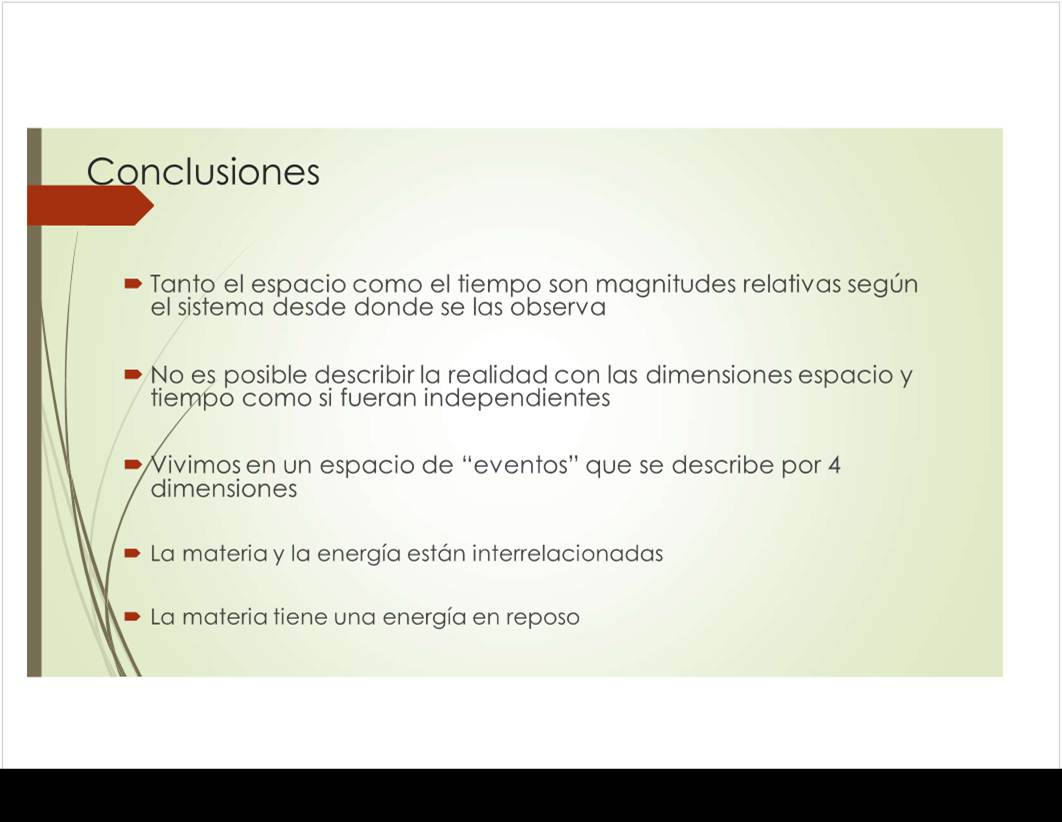 Conclusiones
Tanto el espacio como el tiempo son magnitudes relativas según
el sistema desde donde se las observa
No es posible describir la realidad con las dimensiones espacio y
tiempo como si fueran independientes
Vivimos en un espacio de “eventos” que se describe por 4
dimensiones
La materia y la energía están interrelacionadas
La materia tiene una energía en reposo